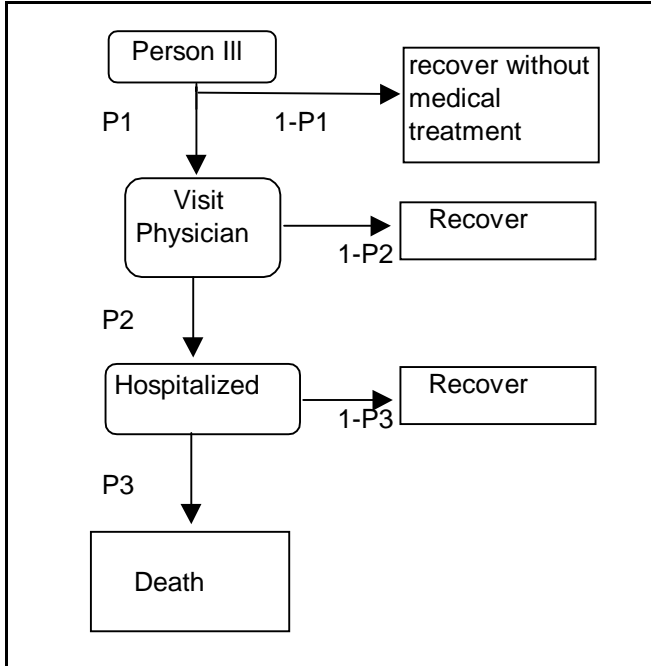 Person Ill
recover without
medical
treatment
P1
1-P1
Visit
Physician
Recover
1-P2
P2
Hospitalized
Recover
1-P3
P3
Death